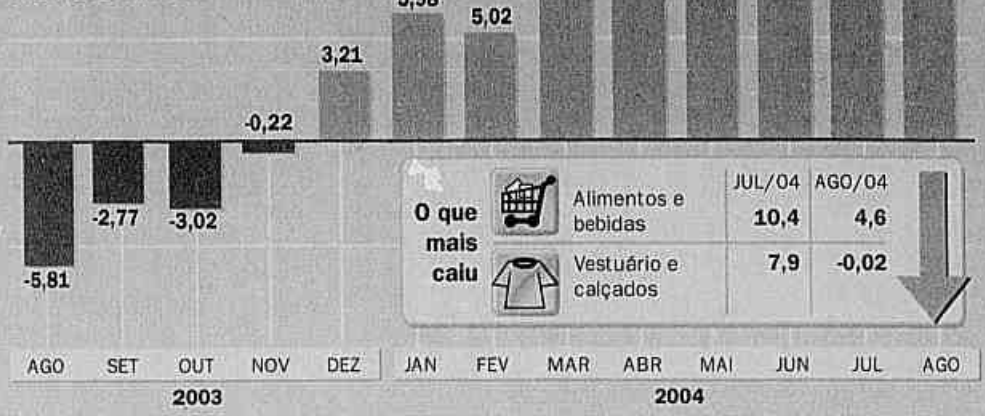 5,02
3,21
-0,22
-2,77
-3,02
-5,81
O que
mais
caiu
JUL/04 AGO/04
Alimentos e
bebidas
10,4 4,6
Vestuário e
calçados
7,9 -0,02
AGO SET OUT NOV DEZ JAN FEV MAR ABR MAI JUN JUL AGO
2003 2004